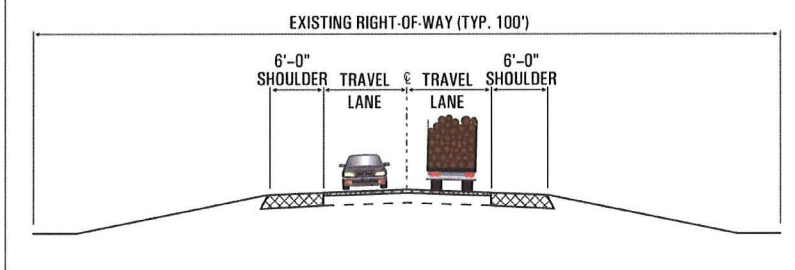 EXISTING RIGHT-OF-WAY (TYP. 100')
6'-0" 6'-0"
SHOULDER TRAVEL ℄ TRAVEL SHOULDER
LANE LANE